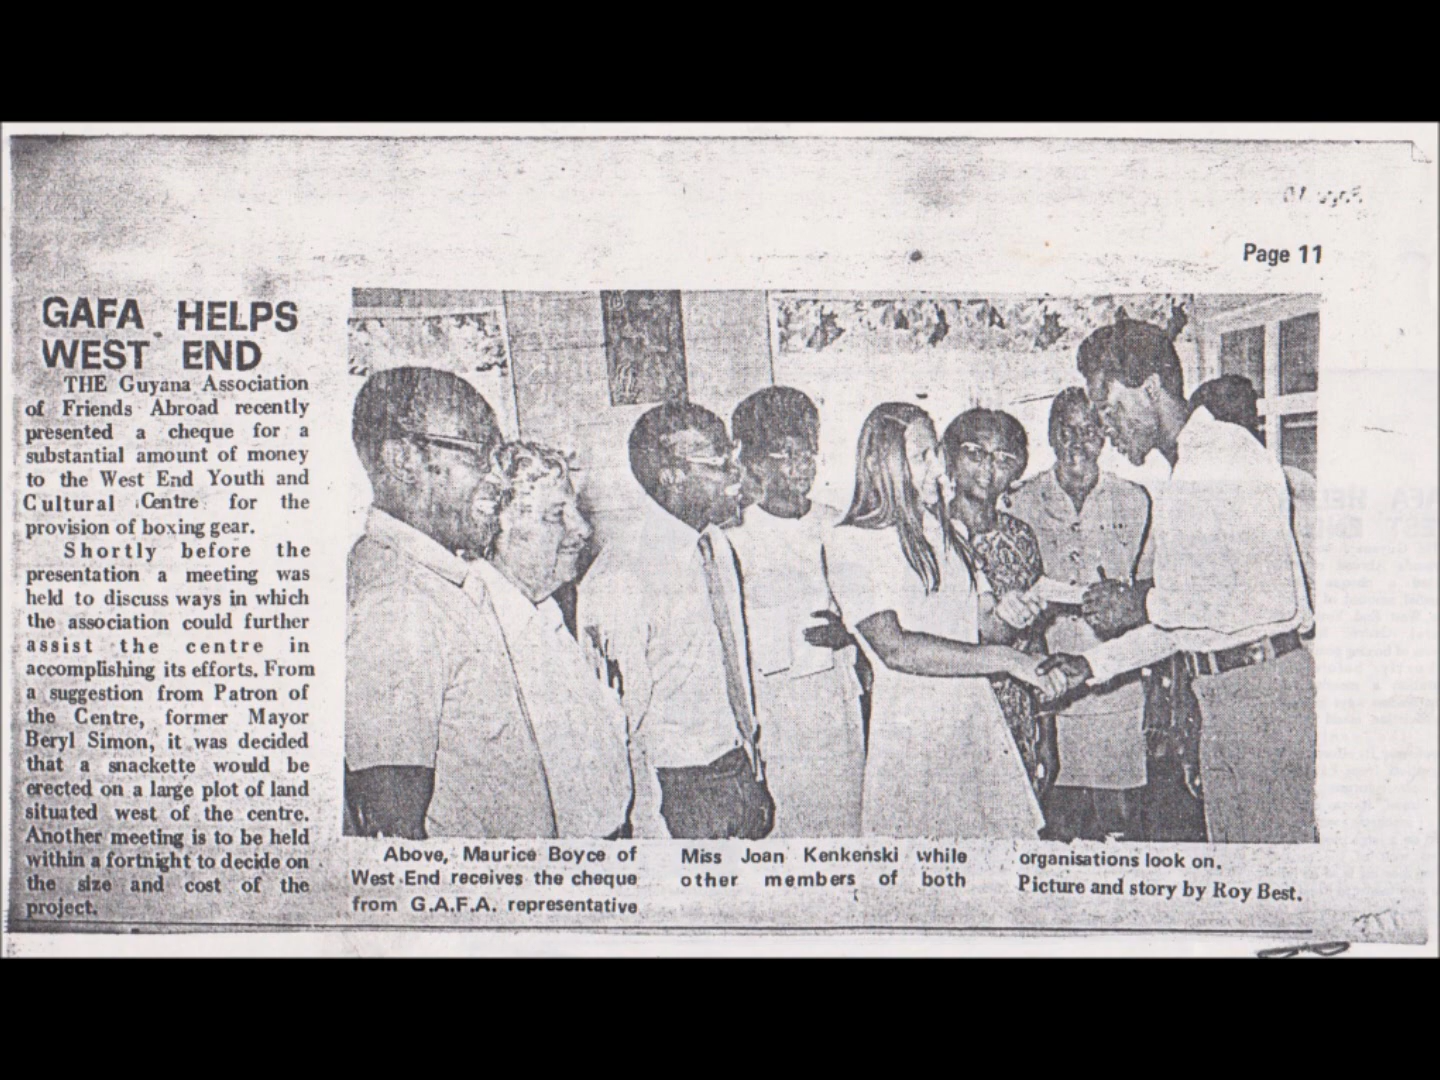 Page 11
GAFA HELPS
WEST END
THE Guyana Association
of Friends Abroad recently
presented a cheque for a
substantial amount of money
to the West End Youth and
Cultural Centre for the
provision of boxing gear.
Shortly before the
presentation a meeting was
held to discuss ways in which
the association could further
assist the centre in
accomplishing its efforts. From
a suggestion from Patron of
the Centre, former Mayor
Beryl Simon, it was decided
that a snackette would be
erected on a large plot of land
situated west of the centre.
Another meeting is to be held
within a fortnight to decide on
the size and cost of the
project.
Above, Maurice Boyce of
West End receives the cheque
from G.A.F.A. representative
Miss Joan Kenkenski while
other members of both
organisations look on.
Picture and story by Roy Best.